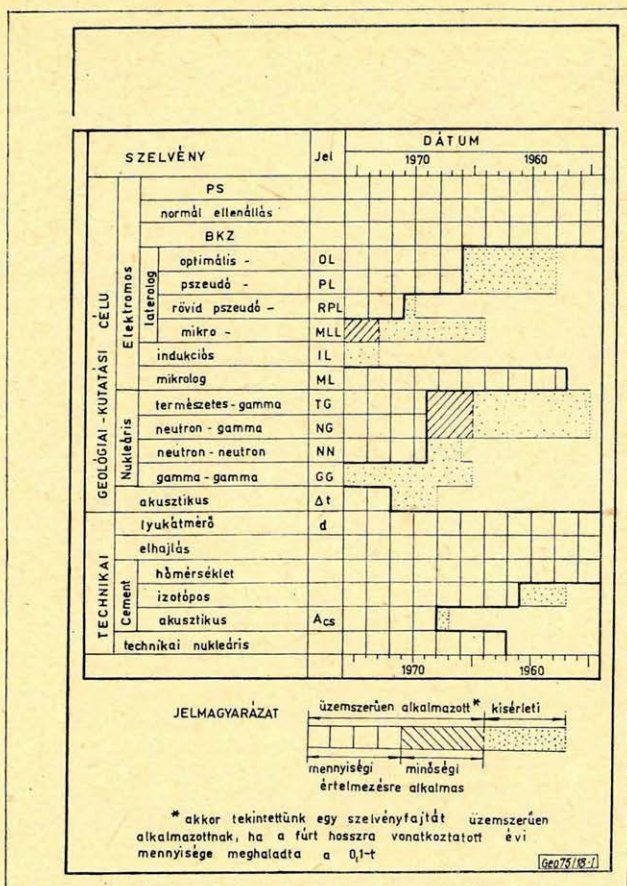 SZELVÉNY Jel DÁTUM
1970 1960
GEOLÓGIAI-KUTATÁSI CÉLU
Elektromos
PS
normál ellenállás
BKZ
laterolog
optimális - OL
pszeudó - PL
rövid pszeudó - RPL
mikro - MLL
indukciós IL
mikrolog ML
Nukleáris
természetes-gamma TG
neutron-gamma NG
neutron-neutron NN
gamma-gamma GG
akusztikus Δt
TECHNIKAI
lyukátmérő d
elhajlás
Cement
hőmérséklet
izotópos
akusztikus Acs
technikai nukleáris
1970 1960
JELMAGYARÁZAT
üzemszerűen alkalmazott* kisérleti
mennyiségi minőségi
értelmezésre alkalmas
* akkor tekintettünk egy szelvényfajtát üzemszerűen
alkalmazottnak, ha a fúrt hosszra vonatkoztatott évi
mennyisége meghaladta a 0,1-t
Geo75/18-1